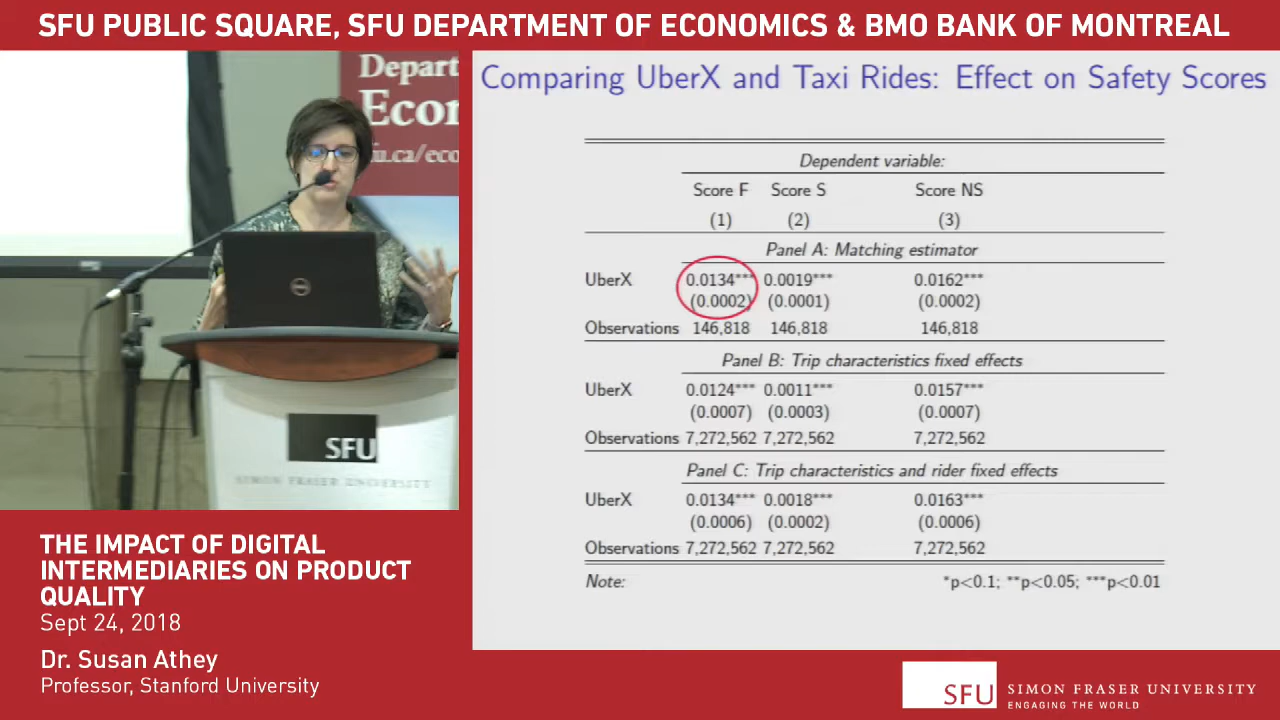 SFU PUBLIC SQUARE, SFU DEPARTMENT OF ECONOMICS & BMO BANK OF MONTREAL
Depart
Econ
u.ca/eco
SFU
SIMON FRASER UNIVERSITY
Comparing UberX and Taxi Rides: Effect on Safety Scores
Dependent variable:
Score F Score S Score NS
(1) (2) (3)
Panel A: Matching estimator
UberX 0.0134*** 0.0019*** 0.0162***
(0.0002) (0.0001) (0.0002)
Observations 146,818 146,818 146,818
Panel B: Trip characteristics fixed effects
UberX 0.0124*** 0.0011*** 0.0157***
(0.0007) (0.0003) (0.0007)
Observations 7,272,562 7,272,562 7,272,562
Panel C: Trip characteristics and rider fixed effects
UberX 0.0134*** 0.0018*** 0.0163***
(0.0006) (0.0002) (0.0006)
Observations 7,272,562 7,272,562 7,272,562
Note: *p<0.1; **p<0.05; ***p<0.01
THE IMPACT OF DIGITAL
INTERMEDIARIES ON PRODUCT
QUALITY
Sept 24, 2018
Dr. Susan Athey
Professor, Stanford University
SFU SIMON FRASER UNIVERSITY
ENGAGING THE WORLD